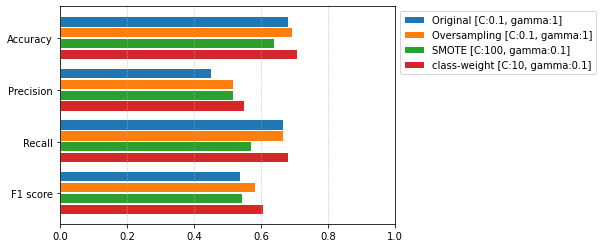 Accuracy
Precision
Recall
F1 score
0.0 0.2 0.4 0.6 0.8 1.0
Original [C:0.1, gamma:1]
Oversampling [C:0.1, gamma:1]
SMOTE [C:100, gamma:0.1]
class-weight [C:10, gamma:0.1]